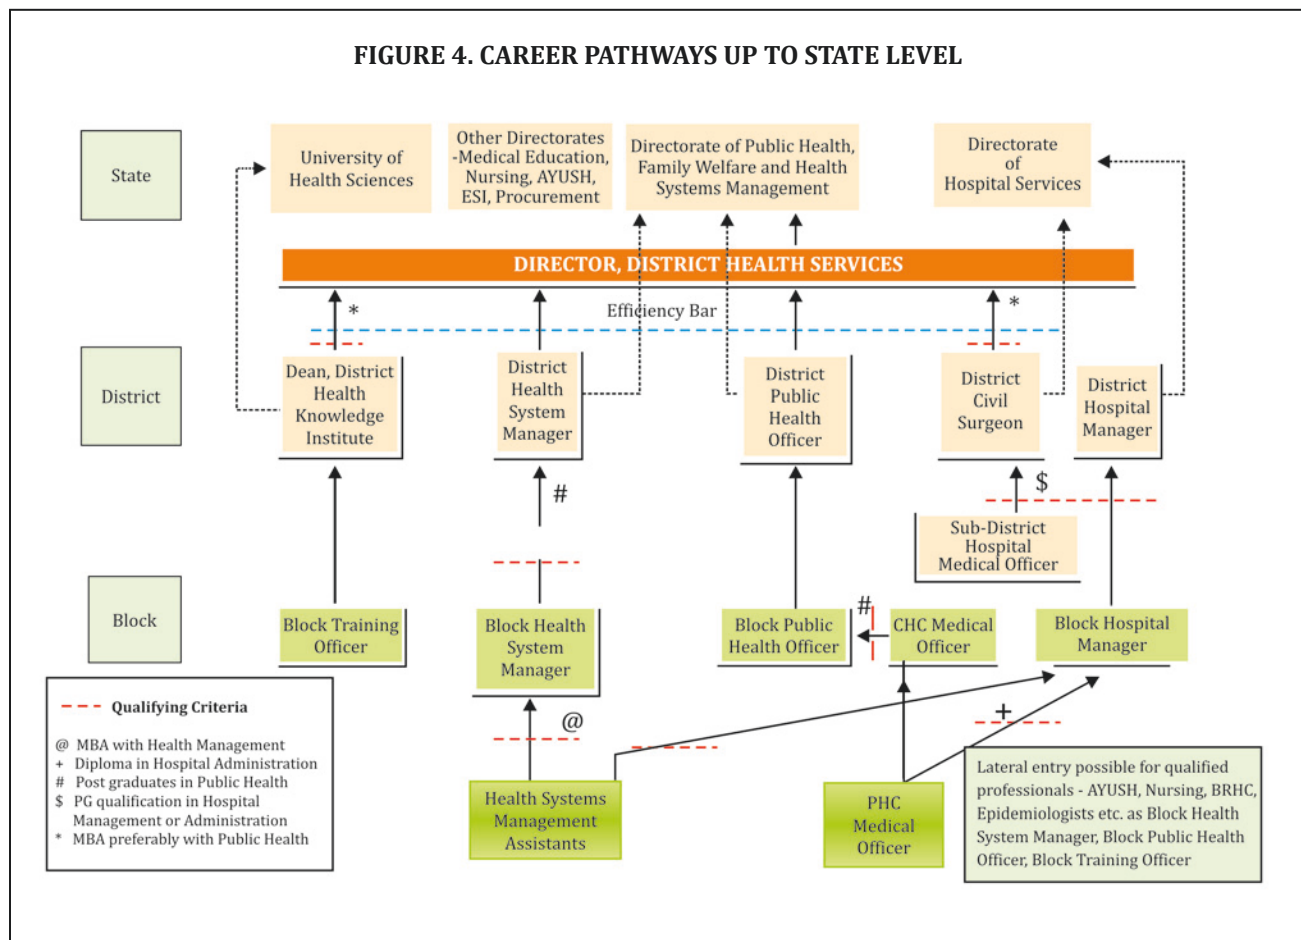 FIGURE 4. CAREER PATHWAYS UP TO STATE LEVEL
State
University of
Health Sciences
Other Directorates
-Medical Education,
Nursing, AYUSH,
ESI, Procurement
Directorate of Public Health,
Family Welfare and Health
Systems Management
Directorate
of
Hospital Services
DIRECTOR, DISTRICT HEALTH SERVICES
*
Efficiency Bar
*
District
Dean, District
Health
Knowledge
Institute
District
Health
System
Manager
District
Public
Health
Officer
District
Civil
Surgeon
District
Hospital
Manager
#
$
Sub-District
Hospital
Medical Officer
Block
Block Training
Officer
Block Health
System
Manager
Block Public
Health Officer
#
CHC Medical
Officer
Block Hospital
Manager
@
+
Health Systems
Management
Assistants
PHC
Medical
Officer
Qualifying Criteria
@ MBA with Health Management
+ Diploma in Hospital Administration
# Post graduates in Public Health
$ PG qualification in Hospital
Management or Administration
* MBA preferably with Public Health
Lateral entry possible for qualified
professionals - AYUSH, Nursing, BRHC,
Epidemiologists etc. as Block Health
System Manager, Block Public Health
Officer, Block Training Officer